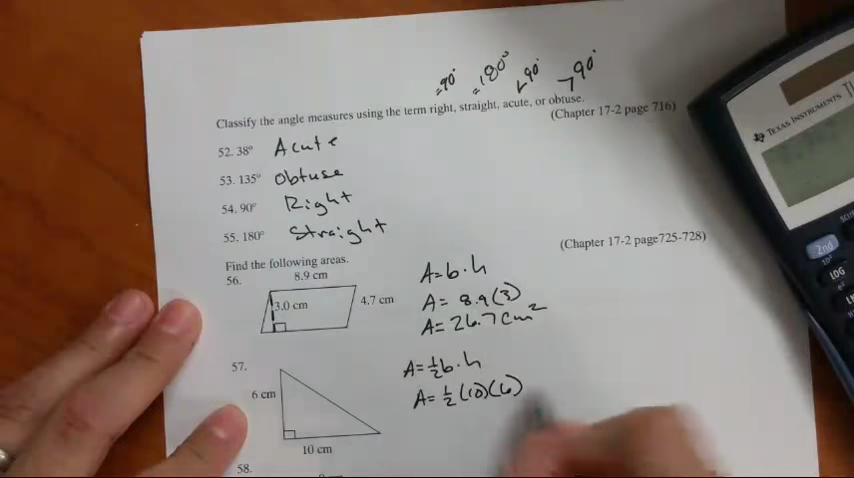 =90° =180° <90° >90°
Classify the angle measures using the term right, straight, acute, or obtuse.
(Chapter 17-2 page 716)
52. 38° Acute
53. 135° Obtuse
54. 90° Right
55. 180° Straight
(Chapter 17-2 page725-728)
Find the following areas.
56.
8.9 cm
3.0 cm
4.7 cm
A=b·h
A= 8.9(3)
A= 26.7cm²
57.
6 cm
10 cm
A=½b·h
A=½(10)(6)
58.
TEXAS INSTRUMENTS
2nd
LOG